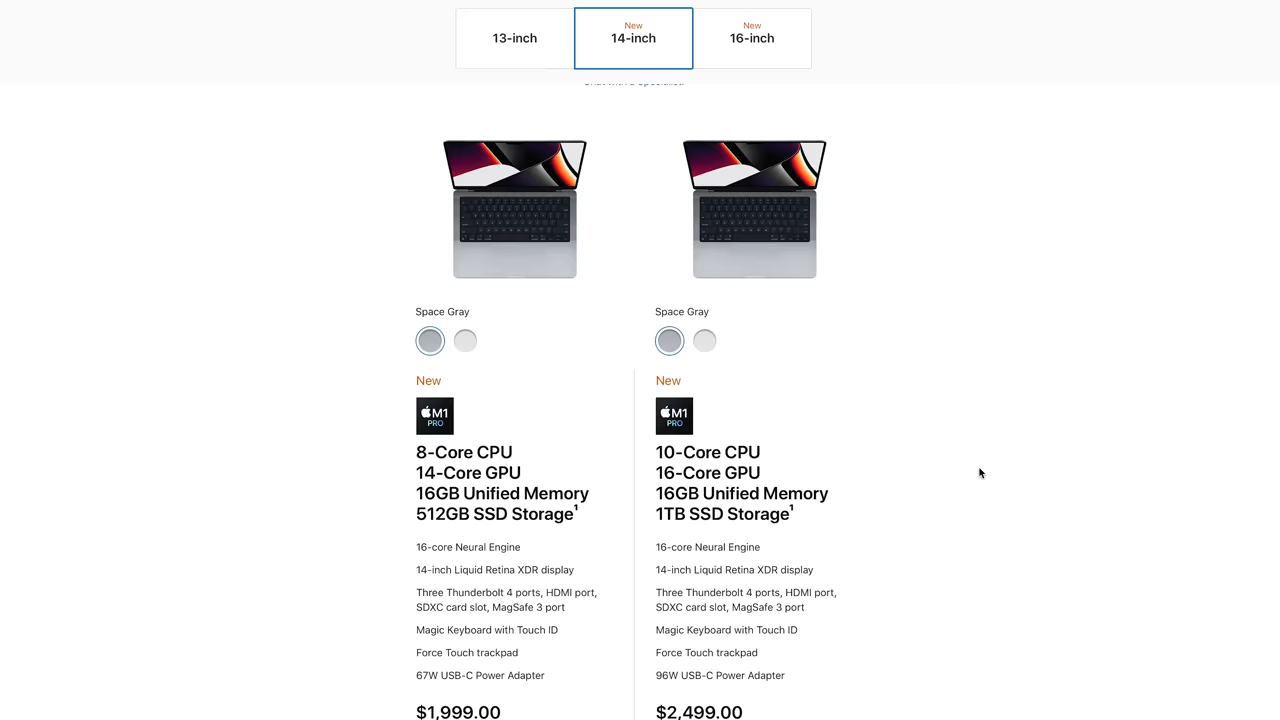 13-inch
New
14-inch
New
16-inch
Space Gray
New
M1
PRO
8-Core CPU
14-Core GPU
16GB Unified Memory
512GB SSD Storage¹
16-core Neural Engine
14-inch Liquid Retina XDR display
Three Thunderbolt 4 ports, HDMI port,
SDXC card slot, MagSafe 3 port
Magic Keyboard with Touch ID
Force Touch trackpad
67W USB-C Power Adapter
$1,999.00
Space Gray
New
M1
PRO
10-Core CPU
16-Core GPU
16GB Unified Memory
1TB SSD Storage¹
16-core Neural Engine
14-inch Liquid Retina XDR display
Three Thunderbolt 4 ports, HDMI port,
SDXC card slot, MagSafe 3 port
Magic Keyboard with Touch ID
Force Touch trackpad
96W USB-C Power Adapter
$2,499.00